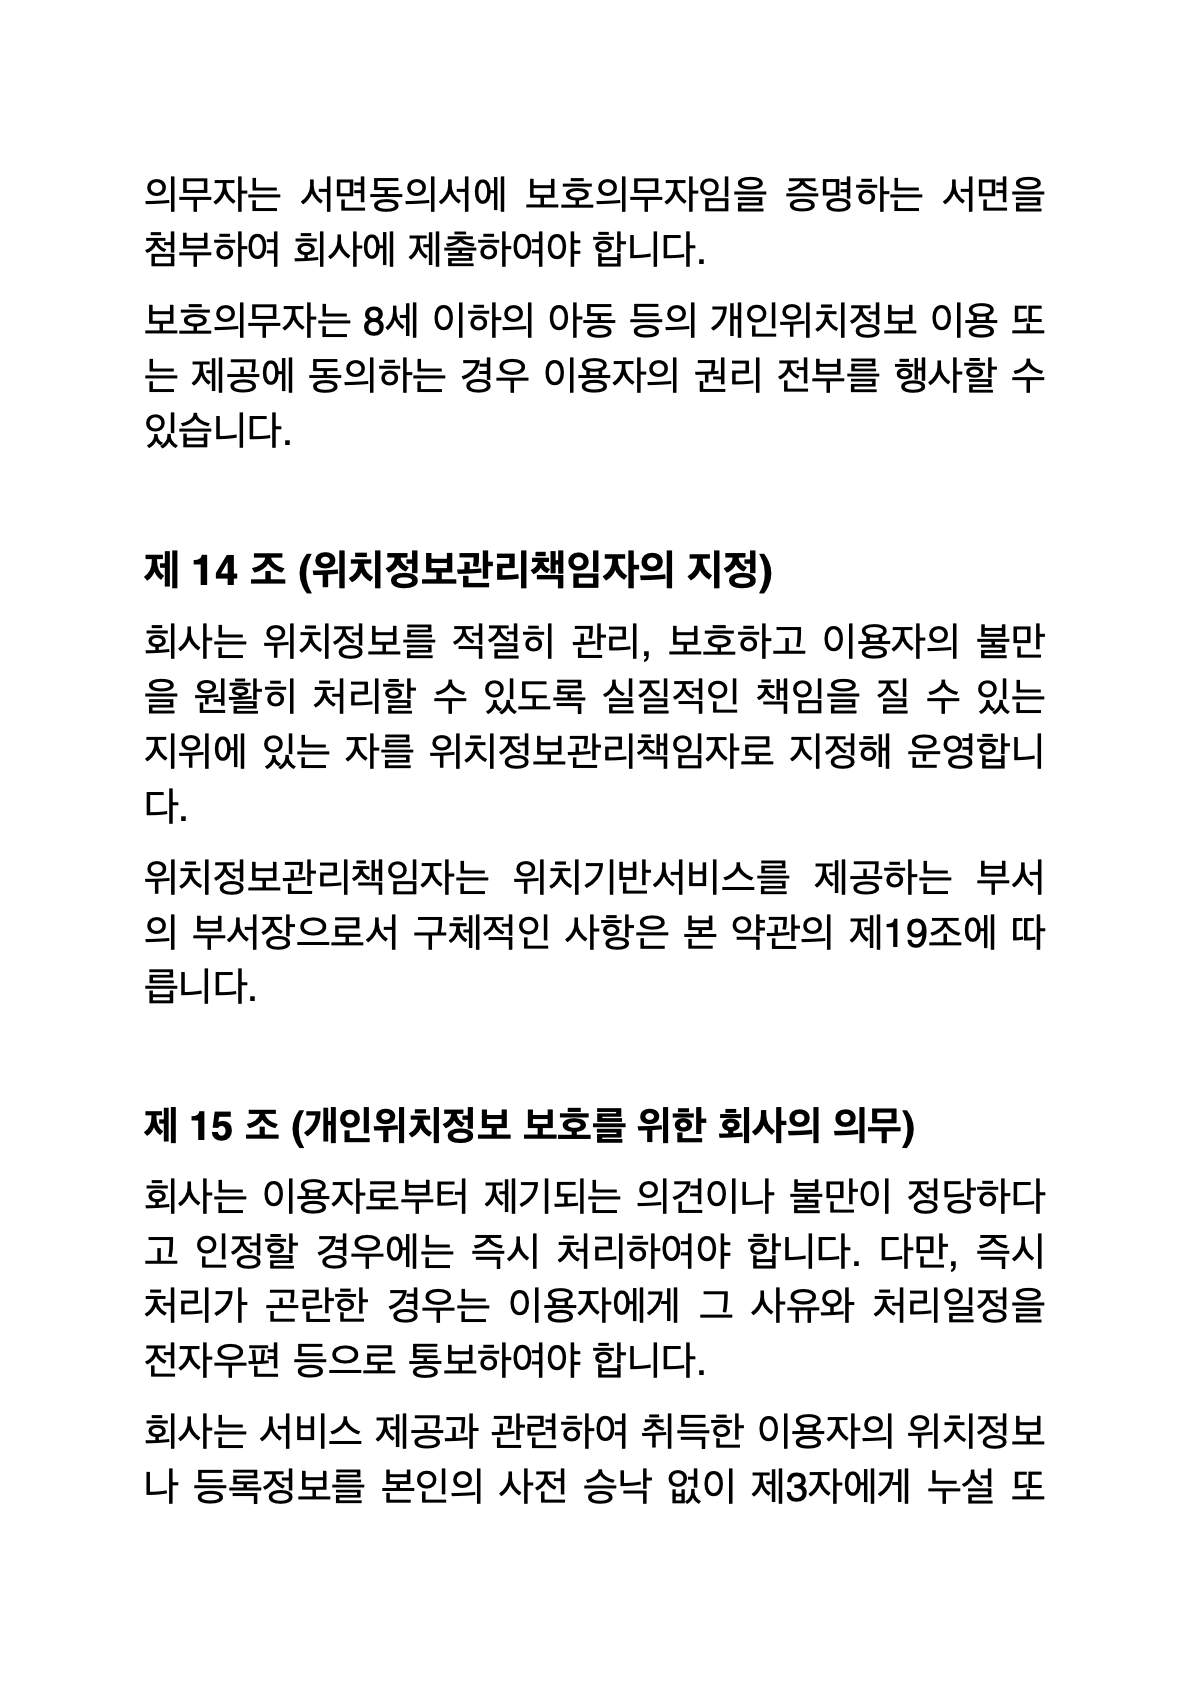 의무자는 서면동의서에 보호의무자임을 증명하는 서면을
첨부하여 회사에 제출하여야 합니다.
보호의무자는 8세 이하의 아동 등의 개인위치정보 이용 또
는 제공에 동의하는 경우 이용자의 권리 전부를 행사할 수
있습니다.
제 14 조 (위치정보관리책임자의 지정)
회사는 위치정보를 적절히 관리, 보호하고 이용자의 불만
을 원활히 처리할 수 있도록 실질적인 책임을 질 수 있는
지위에 있는 자를 위치정보관리책임자로 지정해 운영합니
다.
위치정보관리책임자는 위치기반서비스를 제공하는 부서
의 부서장으로서 구체적인 사항은 본 약관의 제19조에 따
릅니다.
제 15 조 (개인위치정보 보호를 위한 회사의 의무)
회사는 이용자로부터 제기되는 의견이나 불만이 정당하다
고 인정할 경우에는 즉시 처리하여야 합니다. 다만, 즉시
처리가 곤란한 경우는 이용자에게 그 사유와 처리일정을
전자우편 등으로 통보하여야 합니다.
회사는 서비스 제공과 관련하여 취득한 이용자의 위치정보
나 등록정보를 본인의 사전 승낙 없이 제3자에게 누설 또